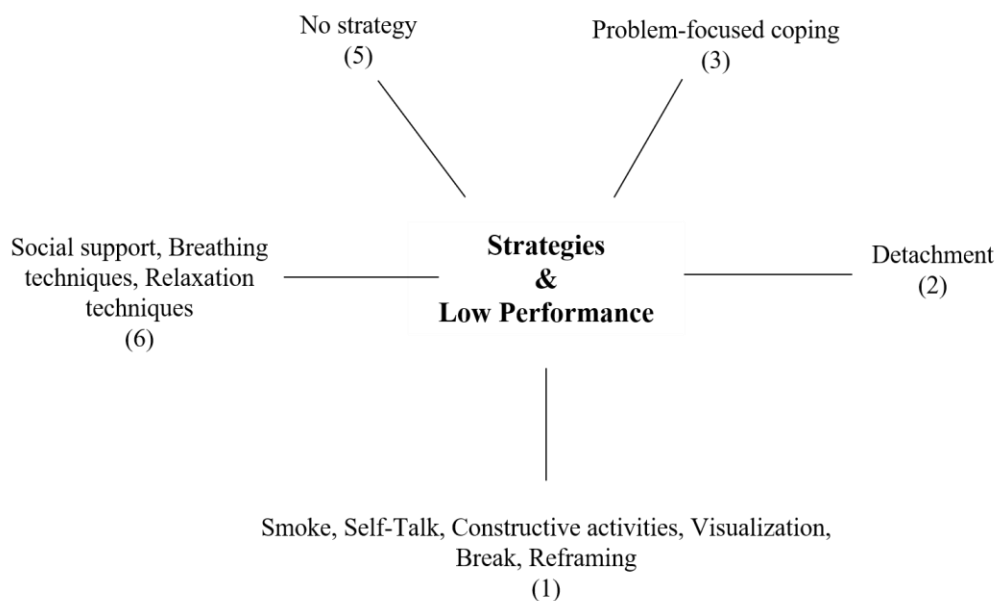 No strategy
(5)
Problem-focused coping
(3)
Social support, Breathing
techniques, Relaxation
techniques
(6)
Strategies
&
Low Performance
Detachment
(2)
Smoke, Self-Talk, Constructive activities, Visualization,
Break, Reframing
(1)